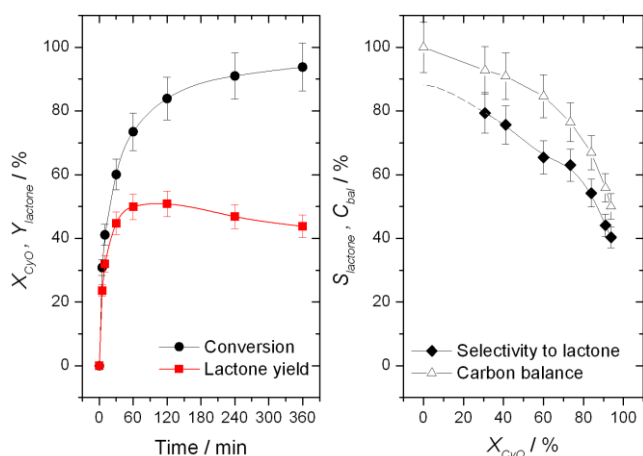 X_CyO, Y_lactone / %
100
80
60
40
20
0
Conversion
Lactone yield
0 60 120 180 240 300 360
Time / min
S_lactone, C_bal / %
100
80
60
40
20
0
Selectivity to lactone
Carbon balance
0 20 40 60 80 100
X_CyO / %